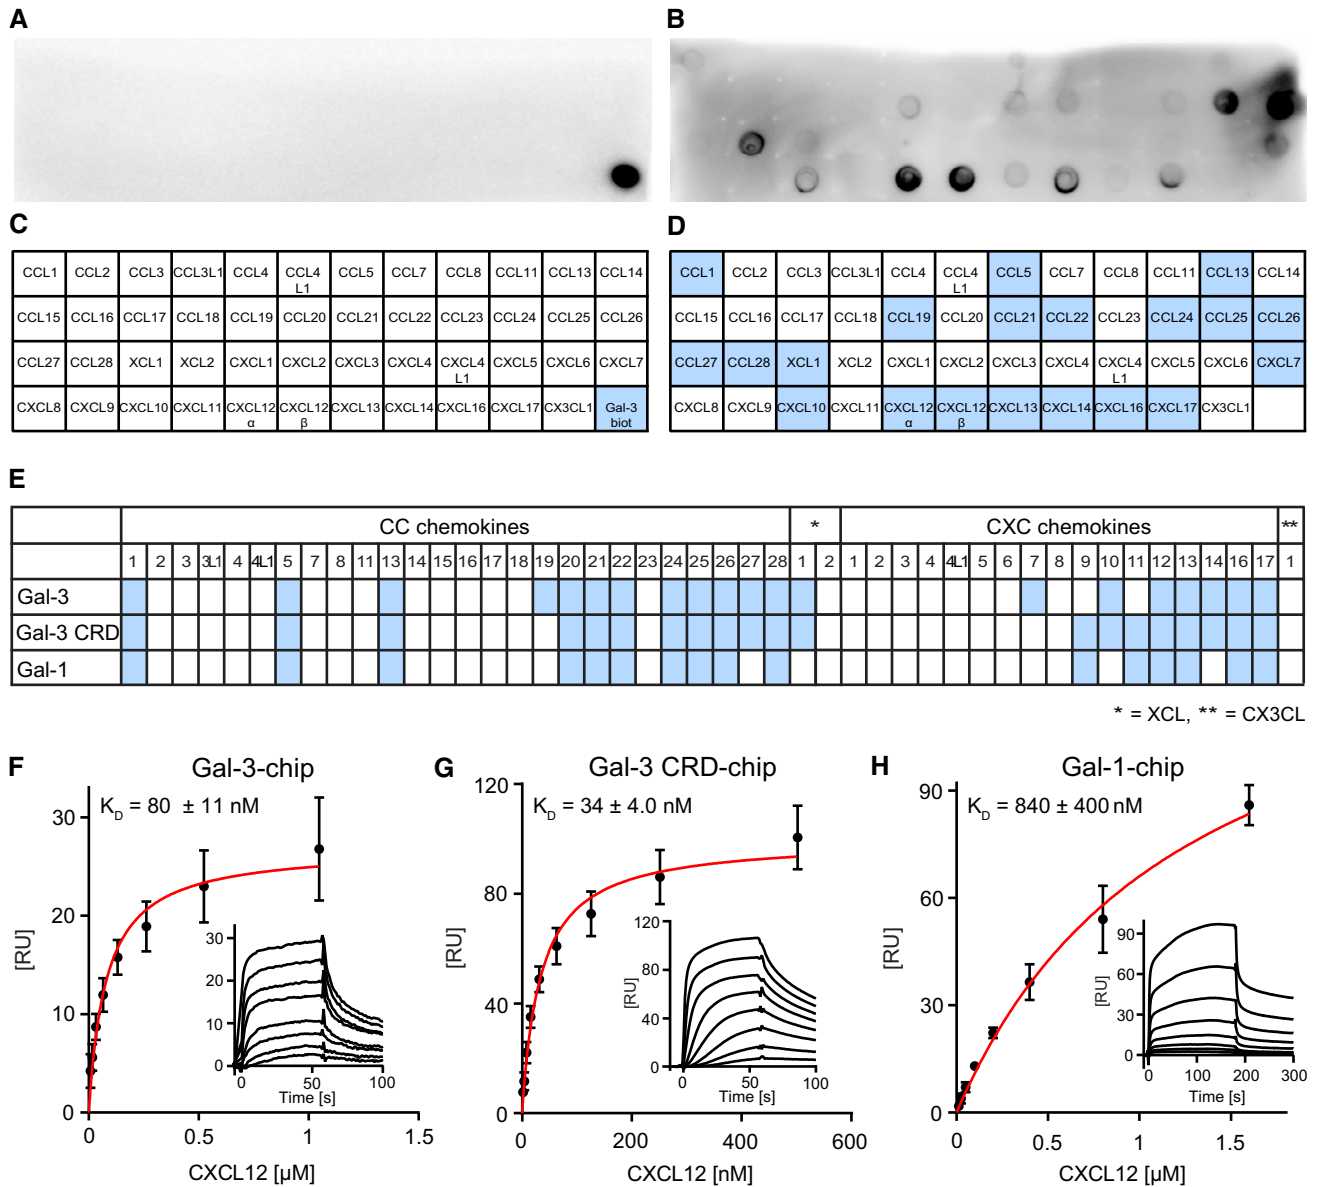 A
B
C
CCL1 CCL2 CCL3 CCL3L1 CCL4 CCL4 L1 CCL5 CCL7 CCL8 CCL11 CCL13 CCL14
CCL15 CCL16 CCL17 CCL18 CCL19 CCL20 CCL21 CCL22 CCL23 CCL24 CCL25 CCL26
CCL27 CCL28 XCL1 XCL2 CXCL1 CXCL2 CXCL3 CXCL4 CXCL4 L1 CXCL5 CXCL6 CXCL7
CXCL8 CXCL9 CXCL10 CXCL11 CXCL12 α CXCL12 β CXCL13 CXCL14 CXCL16 CXCL17 CX3CL1 Gal-3 biot
D
CCL1 CCL2 CCL3 CCL3L1 CCL4 CCL4 L1 CCL5 CCL7 CCL8 CCL11 CCL13 CCL14
CCL15 CCL16 CCL17 CCL18 CCL19 CCL20 CCL21 CCL22 CCL23 CCL24 CCL25 CCL26
CCL27 CCL28 XCL1 XCL2 CXCL1 CXCL2 CXCL3 CXCL4 CXCL4 L1 CXCL5 CXCL6 CXCL7
CXCL8 CXCL9 CXCL10 CXCL11 CXCL12 α CXCL12 β CXCL13 CXCL14 CXCL16 CXCL17 CX3CL1
E
CC chemokines * CXC chemokines **
1 2 3 3L1 4 4L1 5 7 8 11 13 14 15 16 17 18 19 20 21 22 23 24 25 26 27 28 1 2 1 2 3 4 4L1 5 6 7 8 9 10 11 12 13 14 16 17 1
Gal-3
Gal-3 CRD
Gal-1
* = XCL, ** = CX3CL
F
Gal-3-chip
K_D = 80 ± 11 nM
[RU]
30
20
10
0
0 0.5 1 1.5
CXCL12 [µM]
30
20
10
0
0 50 100
Time [s]
G
Gal-3 CRD-chip
K_D = 34 ± 4.0 nM
[RU]
120
80
40
0
0 200 400 600
CXCL12 [nM]
[RU]
120
80
40
0
0 50 100
Time [s]
H
Gal-1-chip
K_D = 840 ± 400 nM
[RU]
90
60
30
0
0 0.5 1 1.5
CXCL12 [µM]
[RU]
90
60
30
0
0 100 200 300
Time [s]